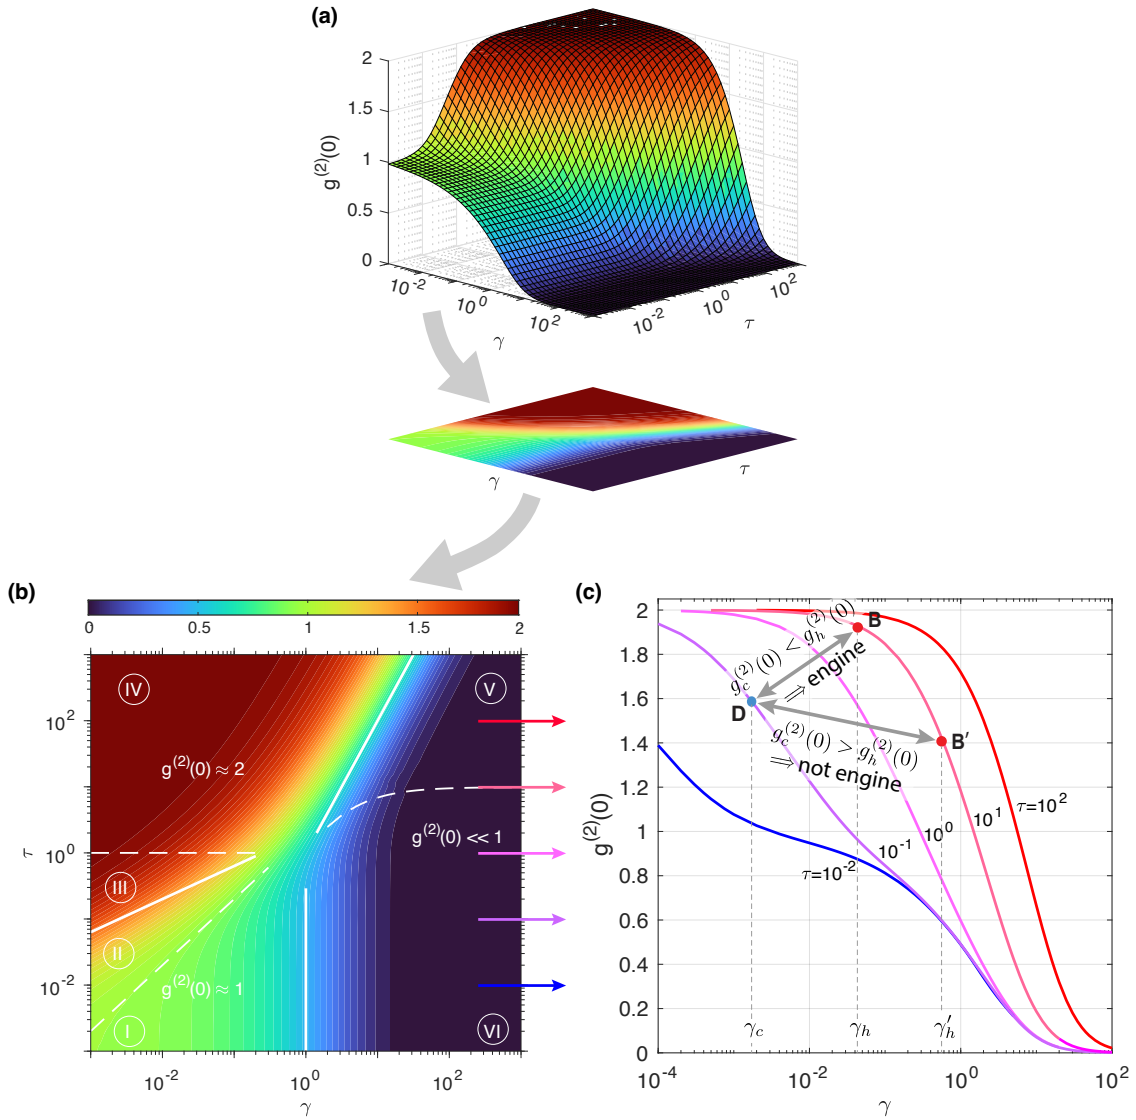 (a)
2
1.5
1
0.5
0
g⁽²⁾(0)
10⁻² 10⁰ 10²
γ
10⁻² 10⁰ 10²
τ
γ
τ
(b)
0 0.5 1 1.5 2
IV
V
g⁽²⁾(0) ≈ 2
g⁽²⁾(0) << 1
III
II
g⁽²⁾(0) ≈ 1
I
VI
10²
10⁰
10⁻²
τ
10⁻² 10⁰ 10²
γ
(c)
2
1.8
1.6
1.4
1.2
1
0.8
0.6
0.4
0.2
0
g⁽²⁾(0)
g_c⁽²⁾(0) < g_h⁽²⁾(0)
⟹ engine
B
D
B′
g_c⁽²⁾(0) > g_h⁽²⁾(0)
⟹ not engine
τ=10⁻²
10⁻¹
10⁰
10¹
τ=10²
γ_c γ_h γ′_h
10⁻⁴ 10⁻² 10⁰ 10²
γ